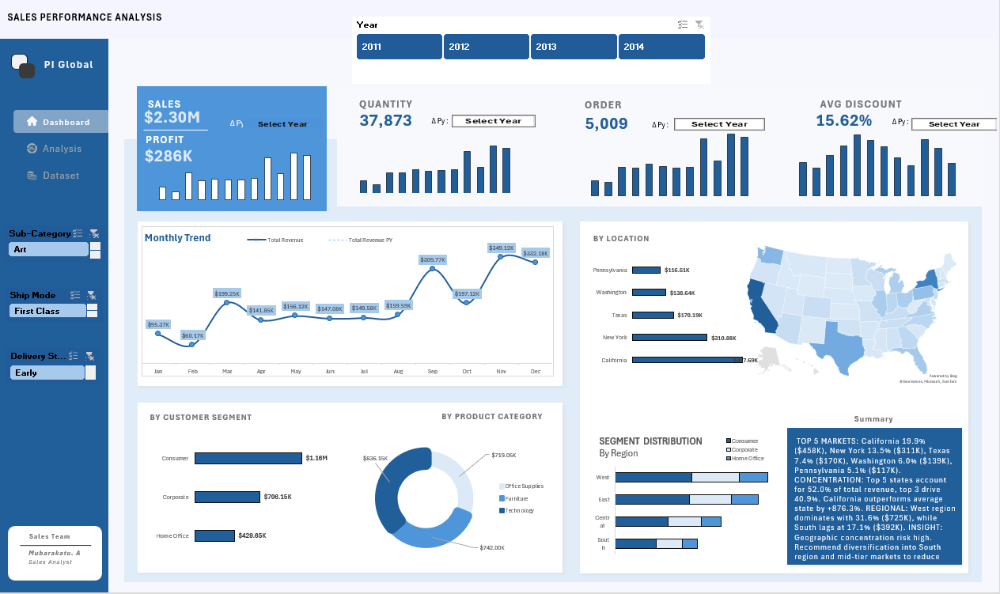 SALES PERFORMANCE ANALYSIS
Year
2011
2012
2013
2014
PI Global
Dashboard
Analysis
Dataset
Sub-Category
Art
Ship Mode
First Class
Delivery St...
Early
Sales Team
Mubarakatu. A
Sales Analyst
SALES
$2.30M
Δ Py
Select Year
PROFIT
$286K
QUANTITY
37,873
Δ Py :
Select Year
ORDER
5,009
Δ Py :
Select Year
AVG DISCOUNT
15.62%
Δ Py :
Select Year
Monthly Trend
Total Revenue
Total Revenue PY
$95.37K
$60.17K
$199.25K
$141.85K
$156.12K
$147.08K
$149.58K
$159.59K
$309.77K
$197.12K
$349.12K
$332.18K
Jan
Feb
Mar
Apr
May
Jun
Jul
Aug
Sep
Oct
Nov
Dec
BY LOCATION
Pennsylvania
$116.51K
Washington
$138.64K
Texas
$170.19K
New York
$310.88K
California
7.69K
Powered by Bing
© GeoNames, Microsoft, TomTom
BY CUSTOMER SEGMENT
Consumer
$1.16M
Corporate
$706.15K
Home Office
$429.65K
BY PRODUCT CATEGORY
$836.15K
$719.05K
$742.00K
Office Supplies
Furniture
Technology
SEGMENT DISTRIBUTION
By Region
Consumer
Corporate
Home Office
West
East
Centr
al
Sout
h
Summary
TOP 5 MARKETS: California 19.9%
($458K), New York 13.5% ($311K), Texas
7.4% ($170K), Washington 6.0% ($139K),
Pennsylvania 5.1% ($117K).
CONCENTRATION: Top 5 states account
for 52.0% of total revenue, top 3 drive
40.9%. California outperforms average
state by +876.3%. REGIONAL: West region
dominates with 31.6% ($725K), while
South lags at 17.1% ($392K). INSIGHT:
Geographic concentration risk high.
Recommend diversification into South
region and mid-tier markets to reduce